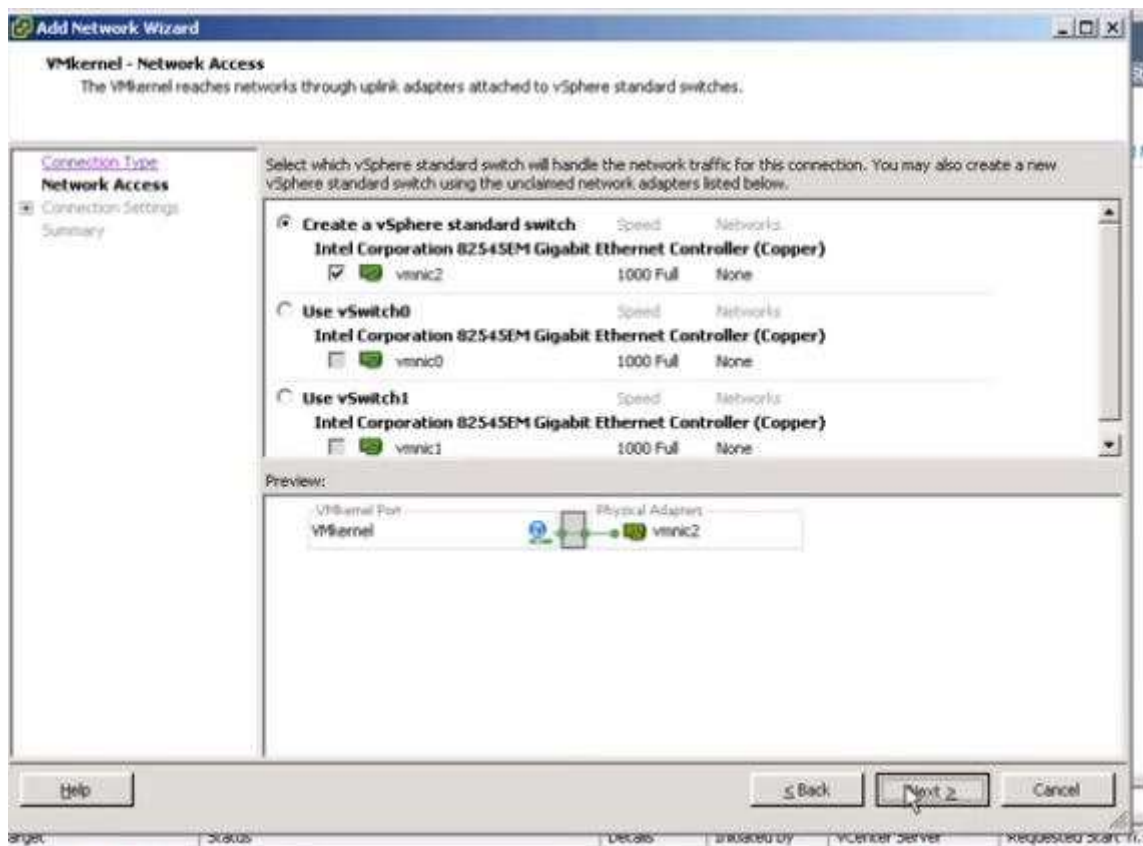 Add Network Wizard
VMkernel - Network Access
The VMkernel reaches networks through uplink adapters attached to vSphere standard switches.
Connection Type
Network Access
Connection Settings
Summary
Select which vSphere standard switch will handle the network traffic for this connection. You may also create a new
vSphere standard switch using the unclaimed network adapters listed below.
Create a vSphere standard switch Speed Networks
Intel Corporation 82545EM Gigabit Ethernet Controller (Copper)
vmnic2 1000 Full None
Use vSwitch0 Speed Networks
Intel Corporation 82545EM Gigabit Ethernet Controller (Copper)
vmnic0 1000 Full None
Use vSwitch1 Speed Networks
Intel Corporation 82545EM Gigabit Ethernet Controller (Copper)
vmnic1 1000 Full None
Preview:
VMkernel Port Physical Adapters
VMkernel vmnic2
Help < Back Next > Cancel
Status Details Initiated by vCenter Server Requested Start